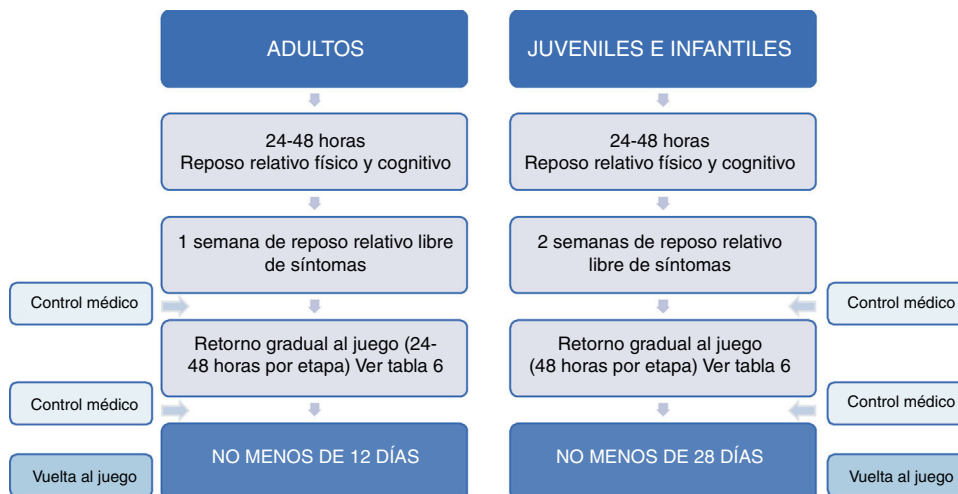 ADULTOS
24-48 horas
Reposo relativo físico y cognitivo
1 semana de reposo relativo libre
de síntomas
Control médico
Retorno gradual al juego (24-
48 horas por etapa) Ver tabla 6
Control médico
NO MENOS DE 12 DÍAS
Vuelta al juego
JUVENILES E INFANTILES
24-48 horas
Reposo relativo físico y cognitivo
2 semanas de reposo relativo
libre de síntomas
Control médico
Retorno gradual al juego
(48 horas por etapa) Ver tabla 6
Control médico
NO MENOS DE 28 DÍAS
Vuelta al juego